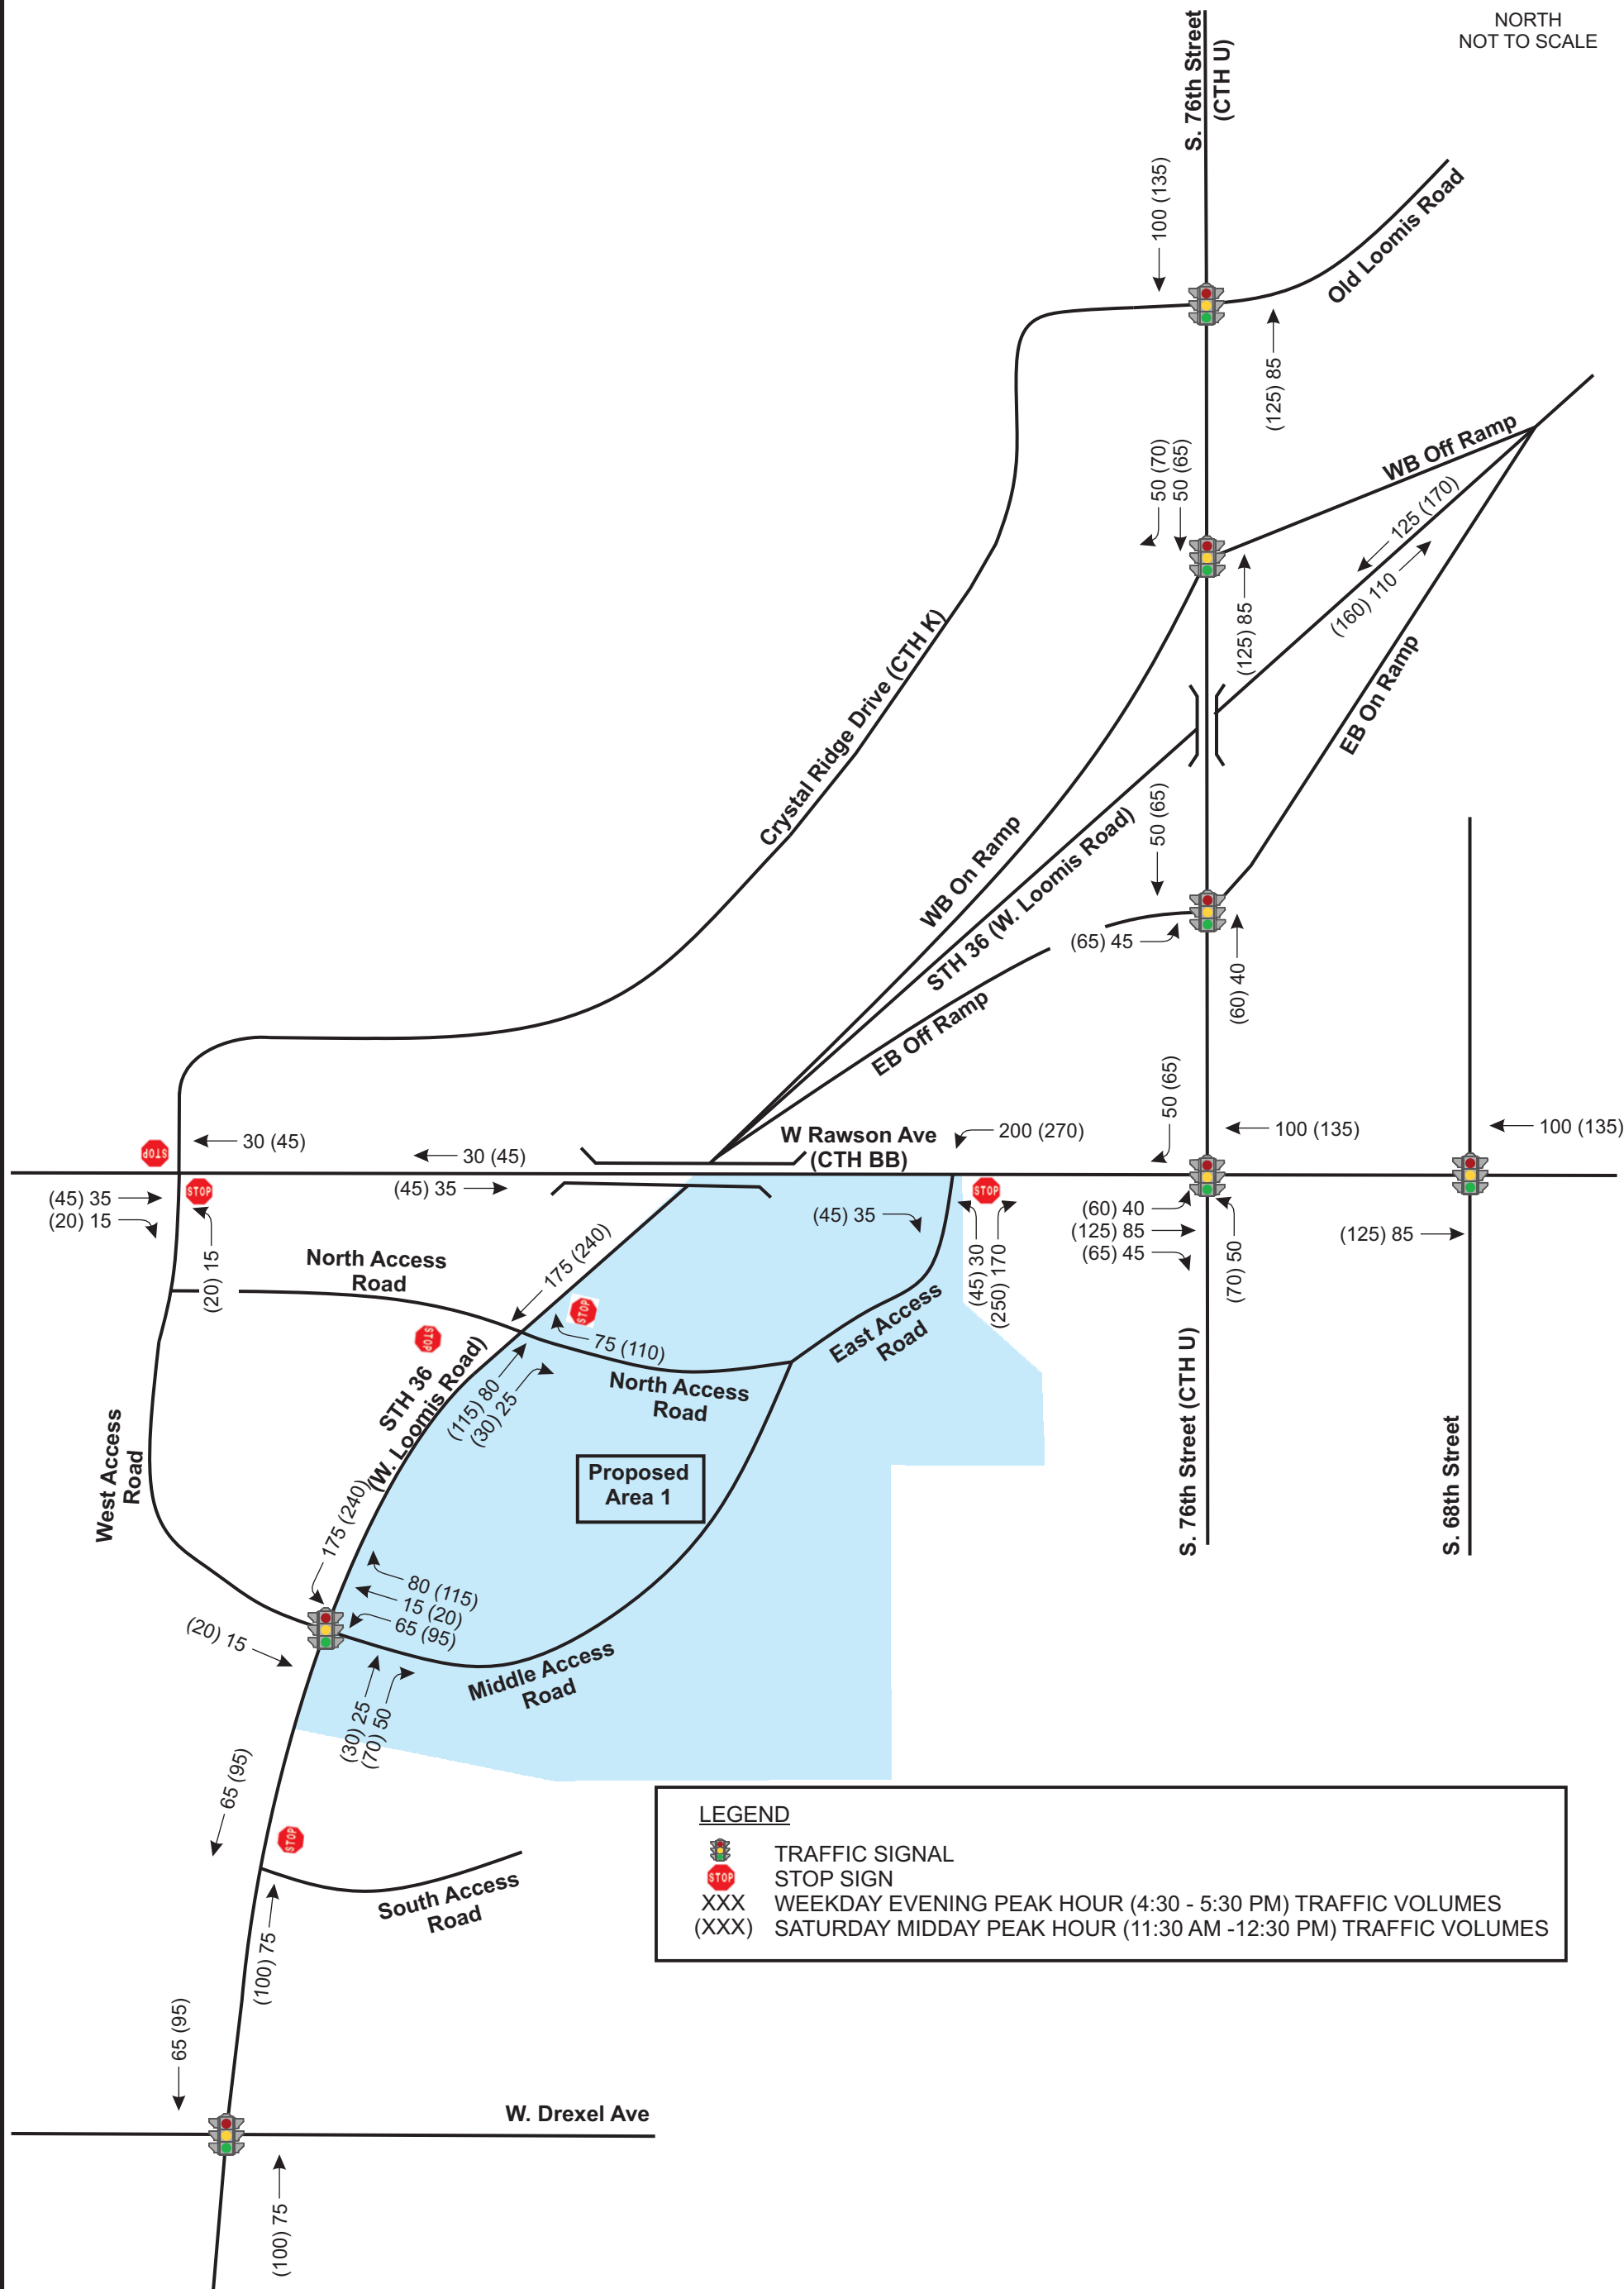 NORTH
NOT TO SCALE
S. 76th Street
(CTH U)
100 (135)
Old Loomis Road
(125) 85
WB Off Ramp
50 (70)
50 (65)
125 (170)
(160) 110
(125) 85
EB On Ramp
Crystal Ridge Drive (CTH K)
WB On Ramp
STH 36 (W. Loomis Road)
EB Off Ramp
50 (65)
(65) 45
(60) 40
50 (65)
W Rawson Ave
(CTH BB)
200 (270)
100 (135)
100 (135)
STOP
30 (45)
30 (45)
(45) 35
(45) 35
(20) 15
STOP
(20) 15
(45) 35
STOP
(45) 30
(250) 170
(60) 40
(125) 85
(65) 45
(70) 50
(125) 85
North Access
Road
175 (240)
STOP
STOP
75 (110)
(115) 80
(30) 25
North Access
Road
East Access
Road
STH 36
(W. Loomis Road)
West Access
Road
Proposed
Area 1
S. 76th Street (CTH U)
S. 68th Street
175 (240)
80 (115)
15 (20)
65 (95)
(20) 15
(30) 25
(70) 50
Middle Access
Road
65 (95)
STOP
South Access
Road
(100) 75
65 (95)
W. Drexel Ave
(100) 75
LEGEND
TRAFFIC SIGNAL
STOP STOP SIGN
XXX WEEKDAY EVENING PEAK HOUR (4:30 - 5:30 PM) TRAFFIC VOLUMES
(XXX) SATURDAY MIDDAY PEAK HOUR (11:30 AM -12:30 PM) TRAFFIC VOLUMES